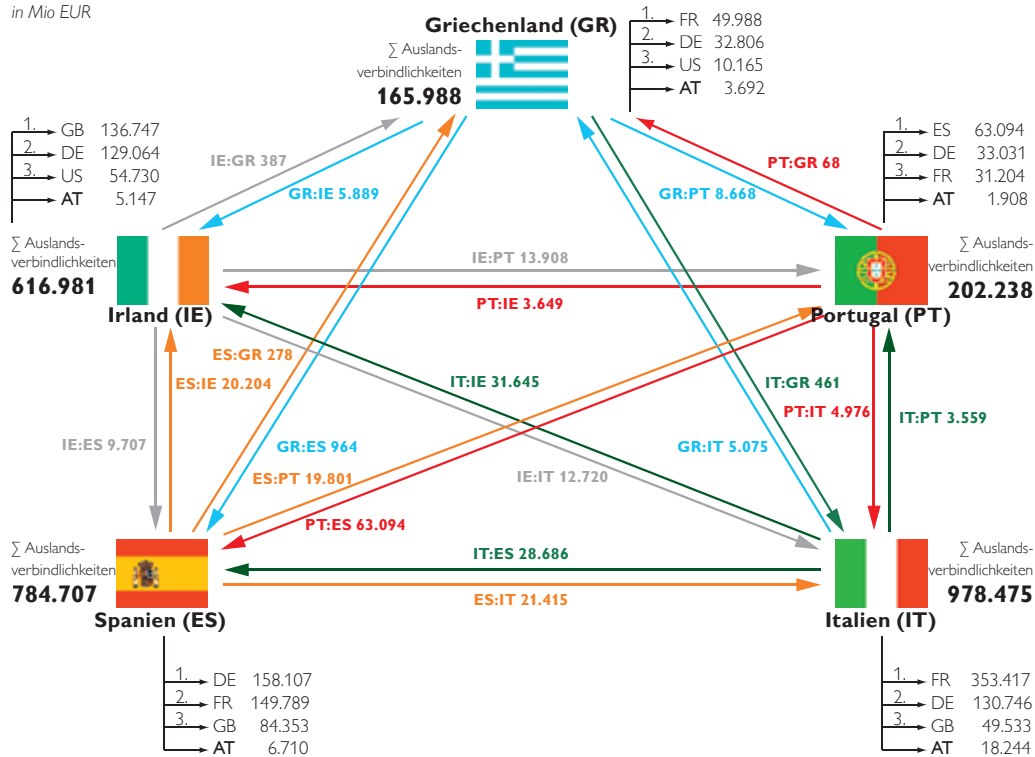 in Mio EUR
Griechenland (GR)
∑ Auslands-
verbindlichkeiten
165.988
1. FR 49.988
2. DE 32.806
3. US 10.165
AT 3.692
1. GB 136.747
2. DE 129.064
3. US 54.730
AT 5.147
1. ES 63.094
2. DE 33.031
3. FR 31.204
AT 1.908
IE:GR 387
GR:IE 5.889
PT:GR 68
GR:PT 8.668
∑ Auslands-
verbindlichkeiten
616.981
Irland (IE)
∑ Auslands-
verbindlichkeiten
202.238
Portugal (PT)
IE:PT 13.908
PT:IE 3.649
ES:GR 278
ES:IE 20.204
IT:IE 31.645
IT:GR 461
PT:IT 4.976
IT:PT 3.559
IE:ES 9.707
GR:ES 964
GR:IT 5.075
ES:PT 19.801
IE:IT 12.720
PT:ES 63.094
∑ Auslands-
verbindlichkeiten
784.707
Spanien (ES)
IT:ES 28.686
ES:IT 21.415
∑ Auslands-
verbindlichkeiten
978.475
Italien (IT)
1. DE 158.107
2. FR 149.789
3. GB 84.353
AT 6.710
1. FR 353.417
2. DE 130.746
3. GB 49.533
AT 18.244